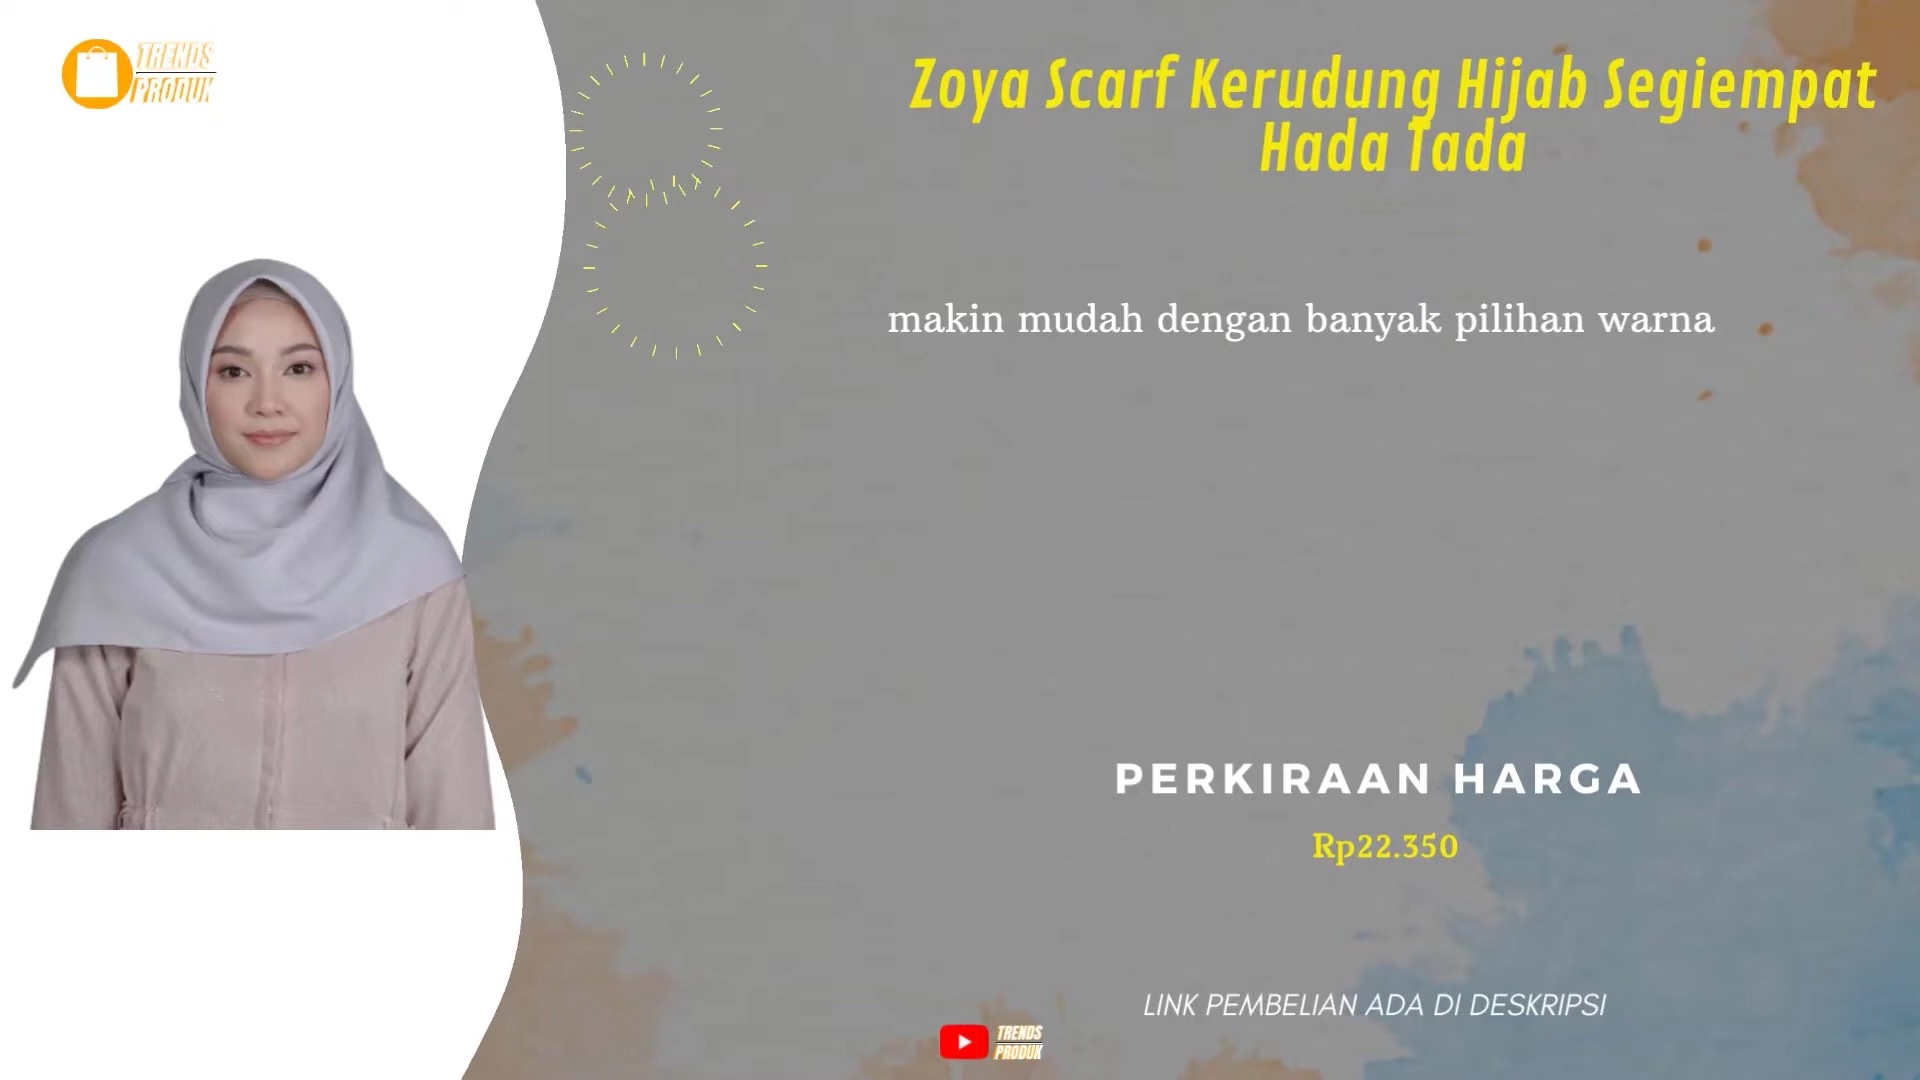 TRENDS
PRODUK
Zoya Scarf Kerudung Hijab Segiempat
Hada Tada
makin mudah dengan banyak pilihan warna
PERKIRAAN HARGA
Rp22.350
LINK PEMBELIAN ADA DI DESKRIPSI
TRENDS
PRODUK